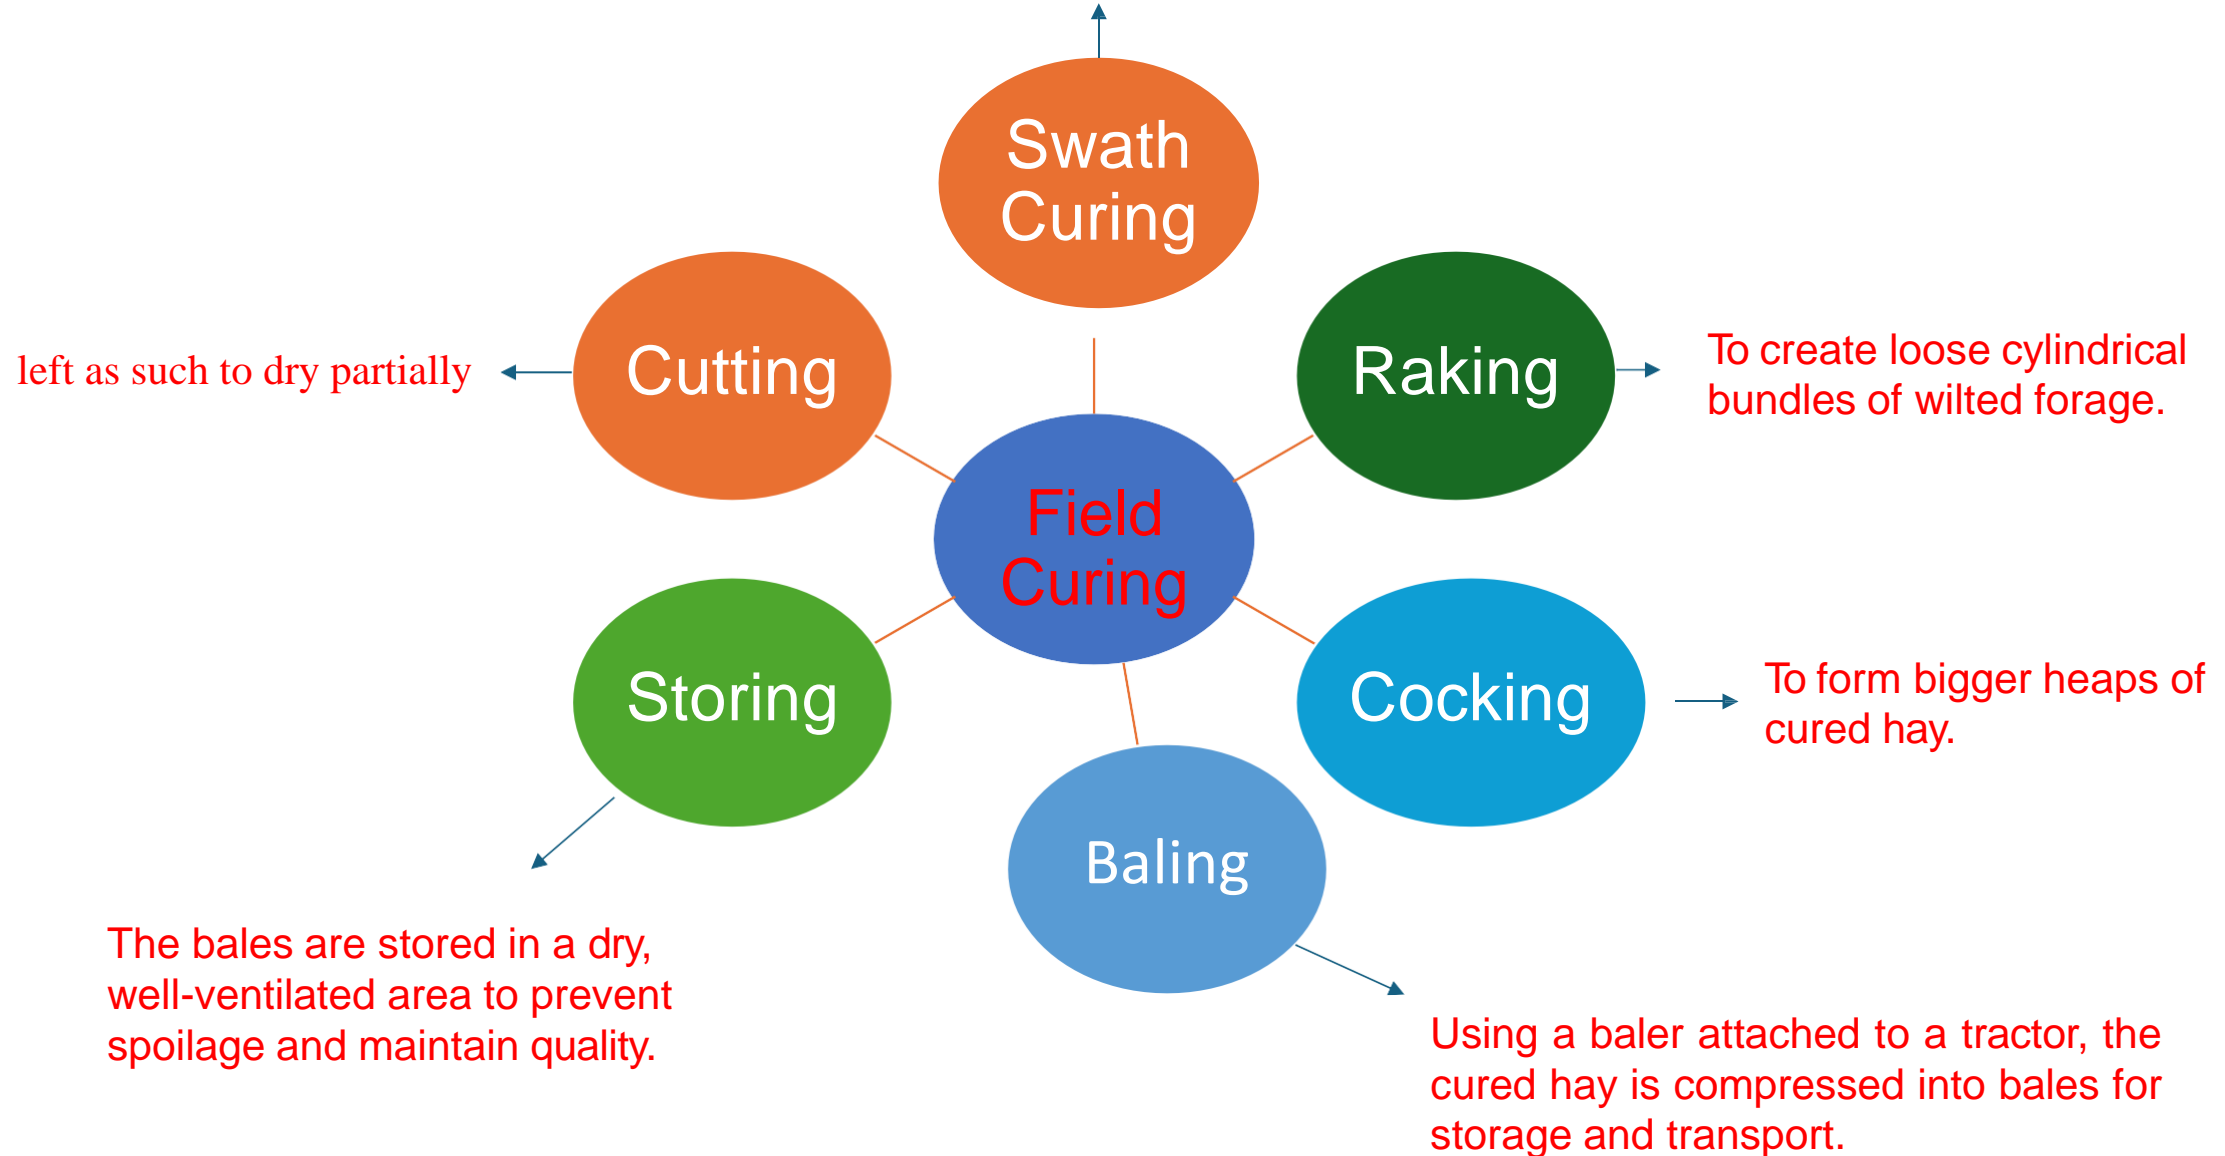 Swath
Curing
Cutting
left as such to dry partially
Raking
To create loose cylindrical
bundles of wilted forage.
Field
Curing
Storing
Cocking
To form bigger heaps of
cured hay.
Baling
The bales are stored in a dry,
well-ventilated area to prevent
spoilage and maintain quality.
Using a baler attached to a tractor, the
cured hay is compressed into bales for
storage and transport.